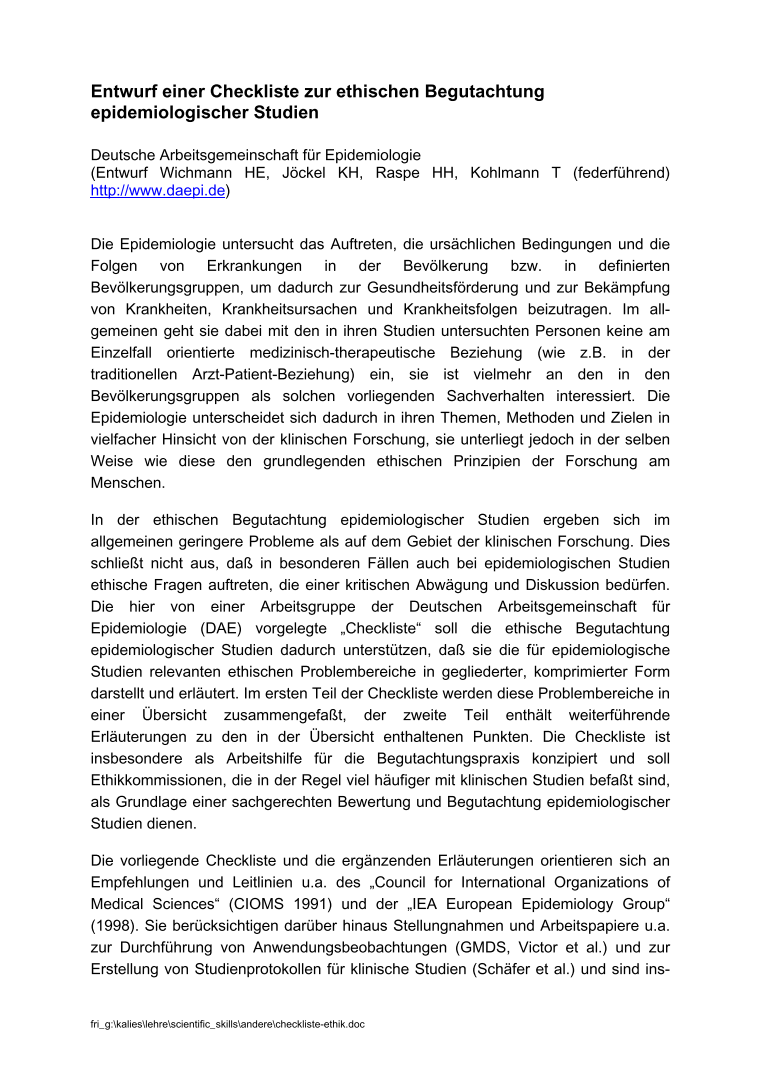 Entwurf einer Checkliste zur ethischen Begutachtung
epidemiologischer Studien
Deutsche Arbeitsgemeinschaft für Epidemiologie
(Entwurf Wichmann HE, Jöckel KH, Raspe HH, Kohlmann T (federführend)
http://www.daepi.de)
Die Epidemiologie untersucht das Auftreten, die ursächlichen Bedingungen und die
Folgen von Erkrankungen in der Bevölkerung bzw. in definierten
Bevölkerungsgruppen, um dadurch zur Gesundheitsförderung und zur Bekämpfung
von Krankheiten, Krankheitsursachen und Krankheitsfolgen beizutragen. Im all-
gemeinen geht sie dabei mit den in ihren Studien untersuchten Personen keine am
Einzelfall orientierte medizinisch-therapeutische Beziehung (wie z.B. in der
traditionellen Arzt-Patient-Beziehung) ein, sie ist vielmehr an den in den
Bevölkerungsgruppen als solchen vorliegenden Sachverhalten interessiert. Die
Epidemiologie unterscheidet sich dadurch in ihren Themen, Methoden und Zielen in
vielfacher Hinsicht von der klinischen Forschung, sie unterliegt jedoch in der selben
Weise wie diese den grundlegenden ethischen Prinzipien der Forschung am
Menschen.
In der ethischen Begutachtung epidemiologischer Studien ergeben sich im
allgemeinen geringere Probleme als auf dem Gebiet der klinischen Forschung. Dies
schließt nicht aus, daß in besonderen Fällen auch bei epidemiologischen Studien
ethische Fragen auftreten, die einer kritischen Abwägung und Diskussion bedürfen.
Die hier von einer Arbeitsgruppe der Deutschen Arbeitsgemeinschaft für
Epidemiologie (DAE) vorgelegte „Checkliste“ soll die ethische Begutachtung
epidemiologischer Studien dadurch unterstützen, daß sie die für epidemiologische
Studien relevanten ethischen Problembereiche in gegliederter, komprimierter Form
darstellt und erläutert. Im ersten Teil der Checkliste werden diese Problembereiche in
einer Übersicht zusammengefaßt, der zweite Teil enthält weiterführende
Erläuterungen zu den in der Übersicht enthaltenen Punkten. Die Checkliste ist
insbesondere als Arbeitshilfe für die Begutachtungspraxis konzipiert und soll
Ethikkommissionen, die in der Regel viel häufiger mit klinischen Studien befaßt sind,
als Grundlage einer sachgerechten Bewertung und Begutachtung epidemiologischer
Studien dienen.
Die vorliegende Checkliste und die ergänzenden Erläuterungen orientieren sich an
Empfehlungen und Leitlinien u.a. des „Council for International Organizations of
Medical Sciences“ (CIOMS 1991) und der „IEA European Epidemiology Group“
(1998). Sie berücksichtigen darüber hinaus Stellungnahmen und Arbeitspapiere u.a.
zur Durchführung von Anwendungsbeobachtungen (GMDS, Victor et al.) und zur
Erstellung von Studienprotokollen für klinische Studien (Schäfer et al.) und sind ins-
fri_g:\kalies\lehre\scientific_skills\andere\checkliste-ethik.doc